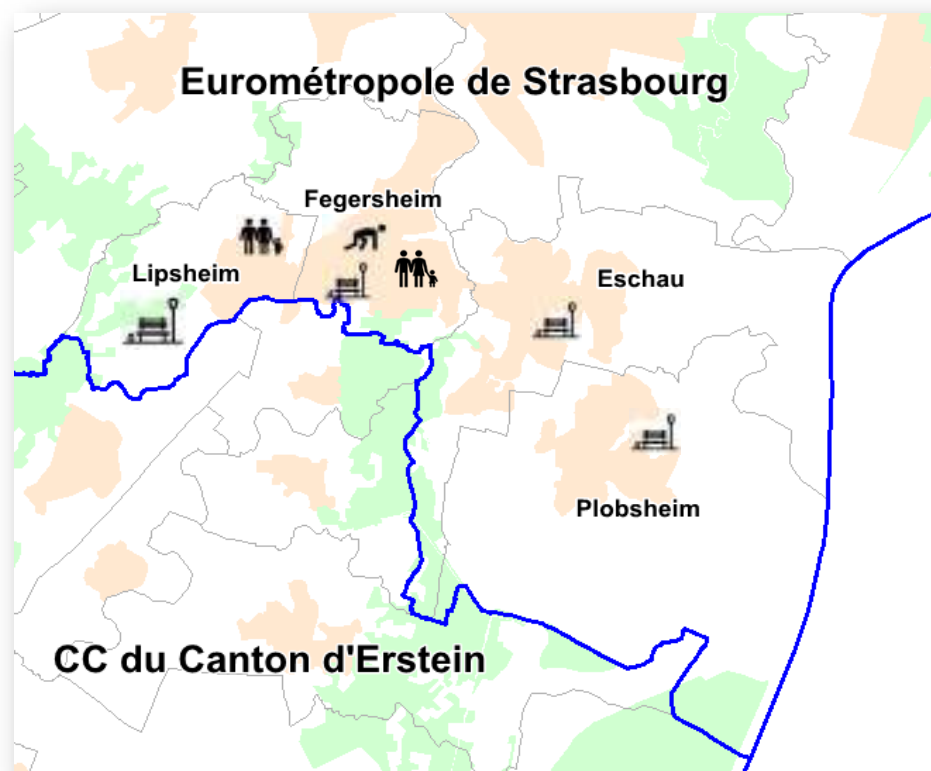 Eurométropole de Strasbourg
Fegersheim
Lipsheim
Eschau
Plobsheim
CC du Canton d'Erstein